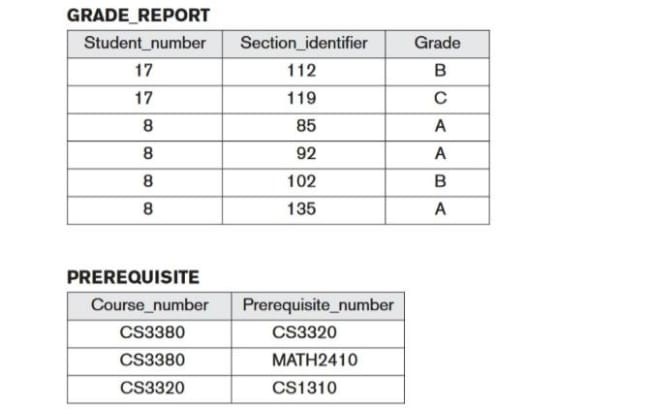 GRADE_REPORT
Student_number Section_identifier Grade
17 112 B
17 119 C
8 85 A
8 92 A
8 102 B
8 135 A
PREREQUISITE
Course_number Prerequisite_number
CS3380 CS3320
CS3380 MATH2410
CS3320 CS1310